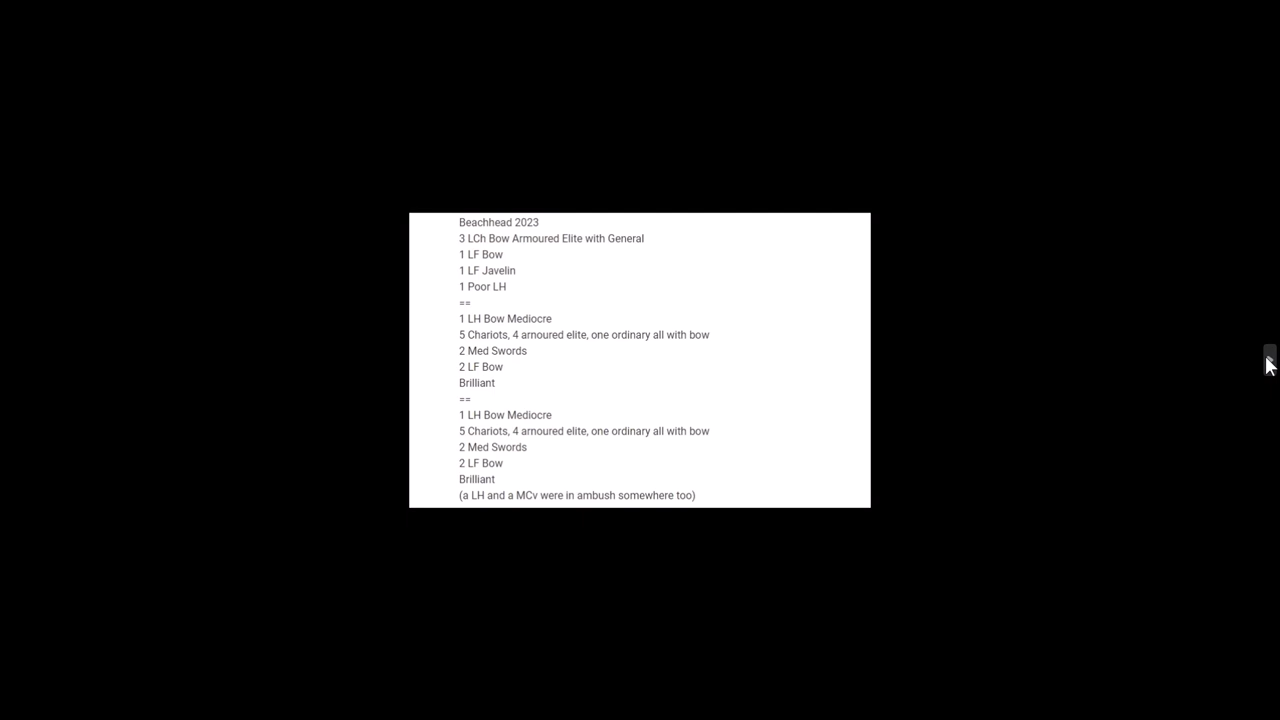 Beachhead 2023
3 LCh Bow Armoured Elite with General
1 LF Bow
1 LF Javelin
1 Poor LH
==
1 LH Bow Mediocre
5 Chariots, 4 arnoured elite, one ordinary all with bow
2 Med Swords
2 LF Bow
Brilliant
==
1 LH Bow Mediocre
5 Chariots, 4 arnoured elite, one ordinary all with bow
2 Med Swords
2 LF Bow
Brilliant
(a LH and a MCv were in ambush somewhere too)